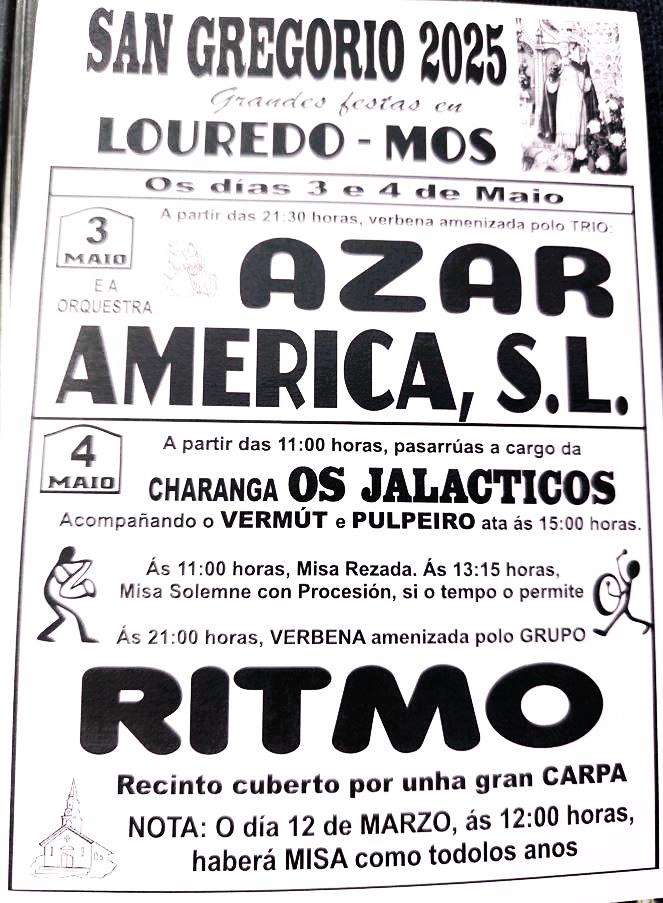 SAN GREGORIO 2025
Grandes festas en
LOUREDO - MOS
Os días 3 e 4 de Maio
3
MAIO
A partir das 21:30 horas, verbena amenizada polo TRIO:
AZAR
E A
ORQUESTRA
AMERICA, S.L.
4
MAIO
A partir das 11:00 horas, pasarrúas a cargo da
CHARANGA OS JALACTICOS
Acompañando o VERMÚT e PULPEIRO ata ás 15:00 horas.
Ás 11:00 horas, Misa Rezada. Ás 13:15 horas,
Misa Solemne con Procesión, si o tempo o permite
Ás 21:00 horas, VERBENA amenizada polo GRUPO
RITMO
Recinto cuberto por unha gran CARPA
NOTA: O día 12 de MARZO, ás 12:00 horas,
haberá MISA como todolos anos